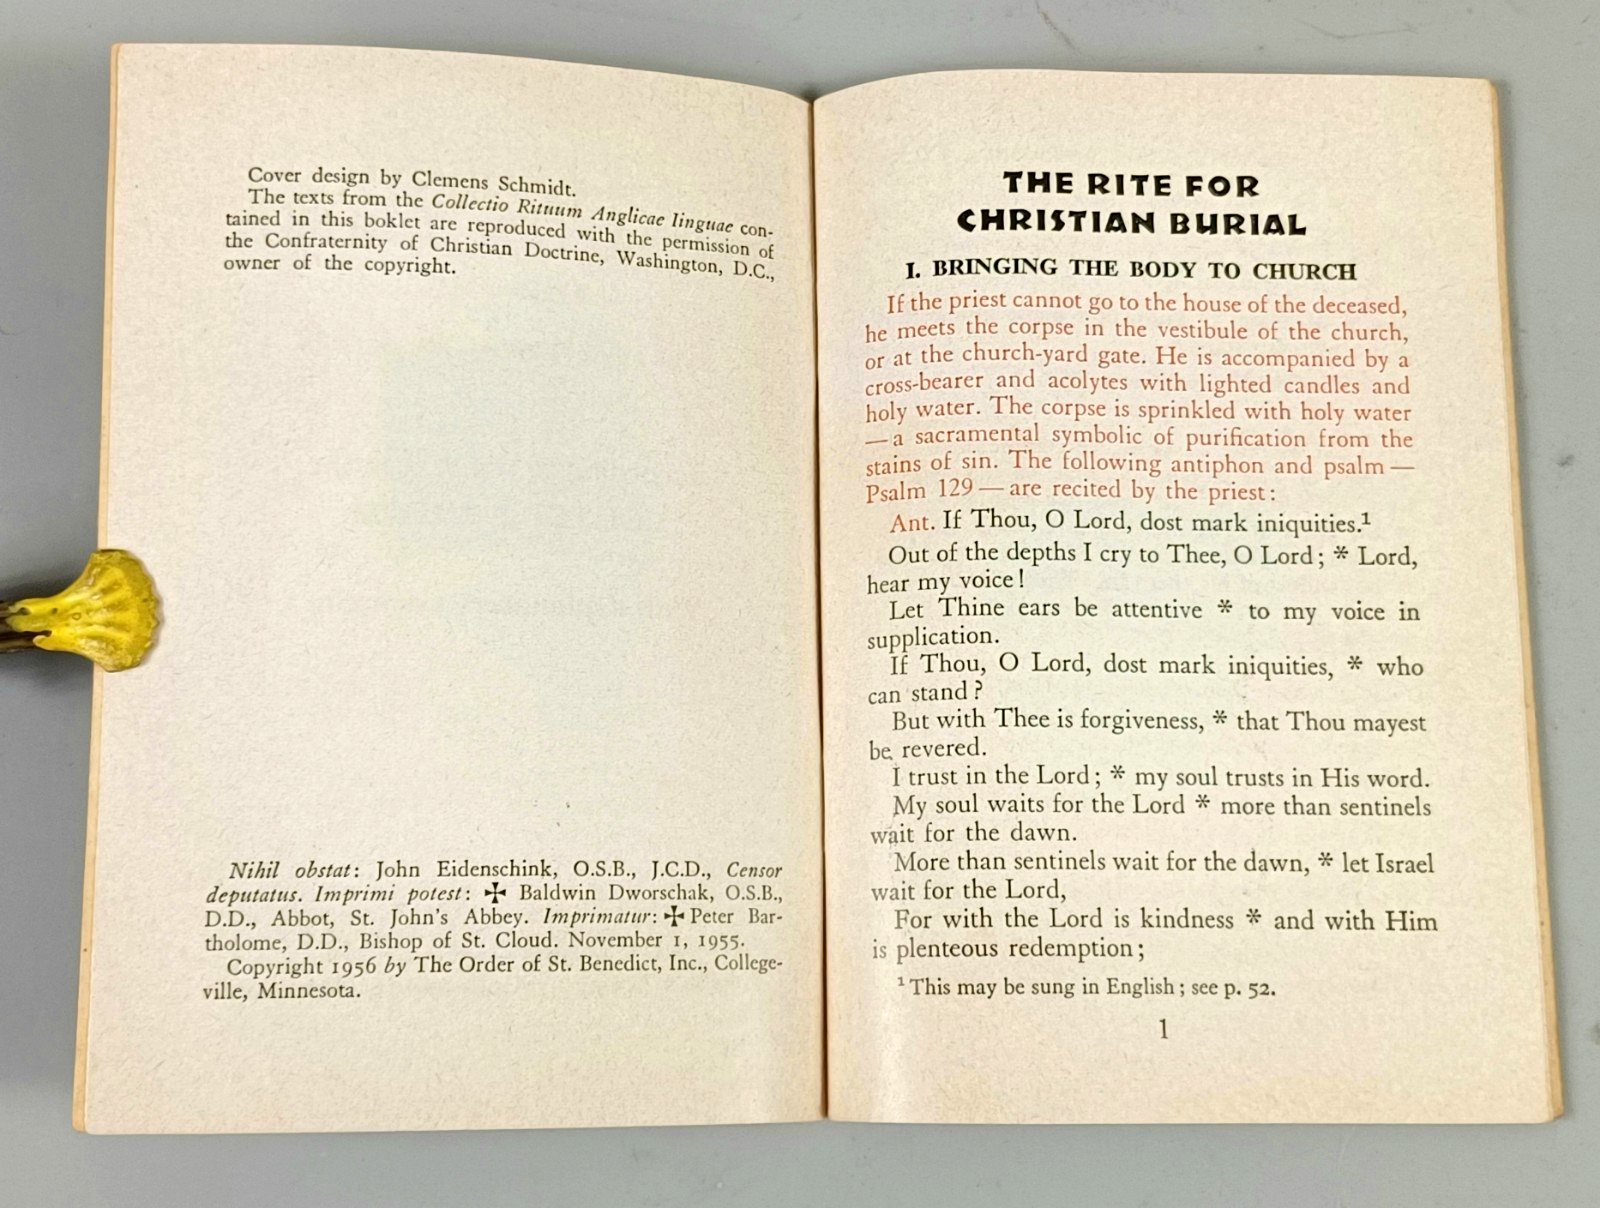 Cover design by Clemens Schmidt.
The texts from the Collectio Rituum Anglicae linguae con-
tained in this boklet are reproduced with the permission of
the Confraternity of Christian Doctrine, Washington, D.C.,
owner of the copyright.
Nihil obstat: John Eidenschink, O.S.B., J.C.D., Censor
deputatus. Imprimi potest: ✠ Baldwin Dworschak, O.S.B.,
D.D., Abbot, St. John's Abbey. Imprimatur: ✠ Peter Bar-
tholome, D.D., Bishop of St. Cloud. November 1, 1955.
Copyright 1956 by The Order of St. Benedict, Inc., College-
ville, Minnesota.
THE RITE FOR
CHRISTIAN BURIAL
I. BRINGING THE BODY TO CHURCH
If the priest cannot go to the house of the deceased,
he meets the corpse in the vestibule of the church,
or at the church-yard gate. He is accompanied by a
cross-bearer and acolytes with lighted candles and
holy water. The corpse is sprinkled with holy water
— a sacramental symbolic of purification from the
stains of sin. The following antiphon and psalm —
Psalm 129 — are recited by the priest:
Ant. If Thou, O Lord, dost mark iniquities.¹
Out of the depths I cry to Thee, O Lord; * Lord,
hear my voice!
Let Thine ears be attentive * to my voice in
supplication.
If Thou, O Lord, dost mark iniquities, * who
can stand?
But with Thee is forgiveness, * that Thou mayest
be revered.
I trust in the Lord; * my soul trusts in His word.
My soul waits for the Lord * more than sentinels
wait for the dawn.
More than sentinels wait for the dawn, * let Israel
wait for the Lord,
For with the Lord is kindness * and with Him
is plenteous redemption;
¹ This may be sung in English; see p. 52.
1